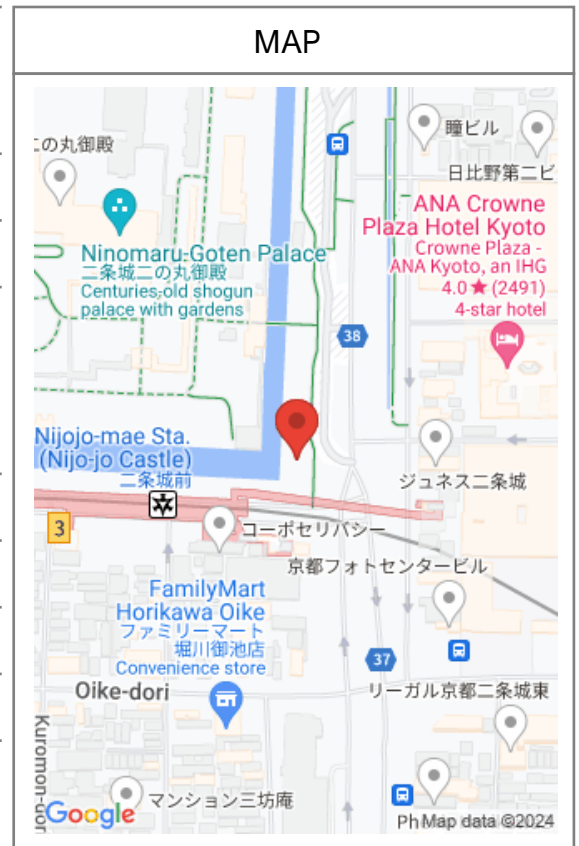 MAP
二の丸御殿
瞳ビル
日比野第二ビ
ANA Crowne
Plaza Hotel Kyoto
Crowne Plaza -
ANA Kyoto, an IHG
4.0★(2491)
4-star hotel
Ninomaru-Goten Palace
二条城二の丸御殿
Centuries-old shogun
palace with gardens
38
Nijojo-mae Sta.
(Nijo-jo Castle)
二条城前
ジュネス二条城
3
コーポセリバシー
京都フォトセンタービル
FamilyMart
Horikawa Oike
ファミリーマート
堀川御池店
Convenience store
37
Oike-dori
リーガル京都二条城東
Kuromon-dor
マンション三坊庵
Google
Ph
Map data ©2024